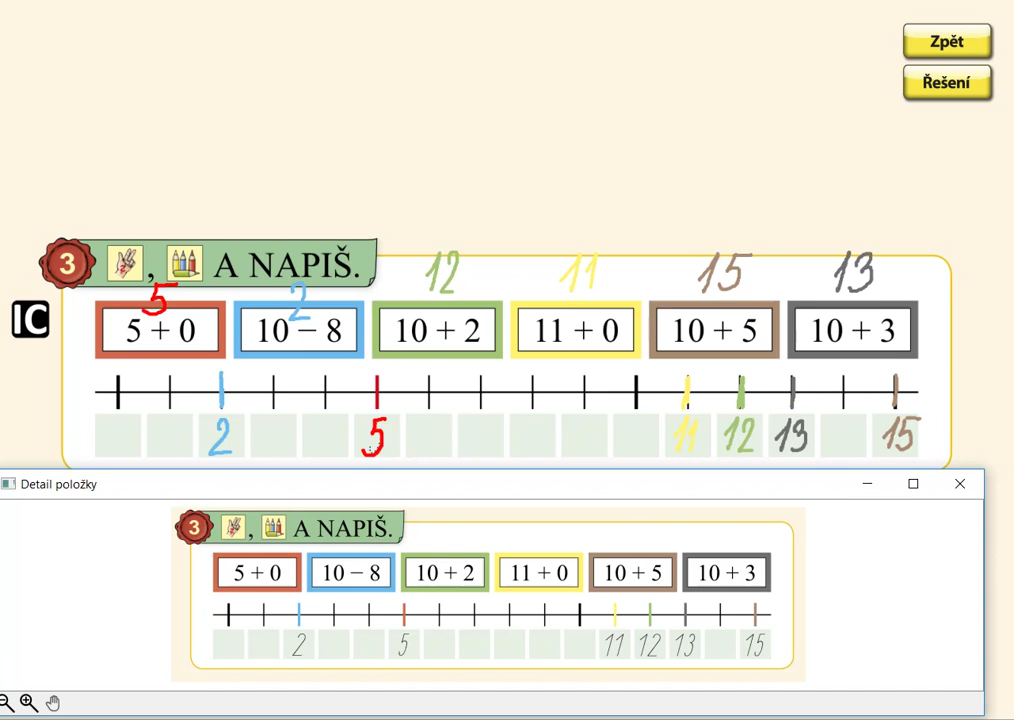 Zpět
Řešení
3 , A NAPIŠ.
12 11 15 13
5 2
IC
5 + 0 10 − 8 10 + 2 11 + 0 10 + 5 10 + 3
2 5 11 12 13 15
Detail položky
3 , A NAPIŠ.
5 + 0 10 − 8 10 + 2 11 + 0 10 + 5 10 + 3
2 5 11 12 13 15